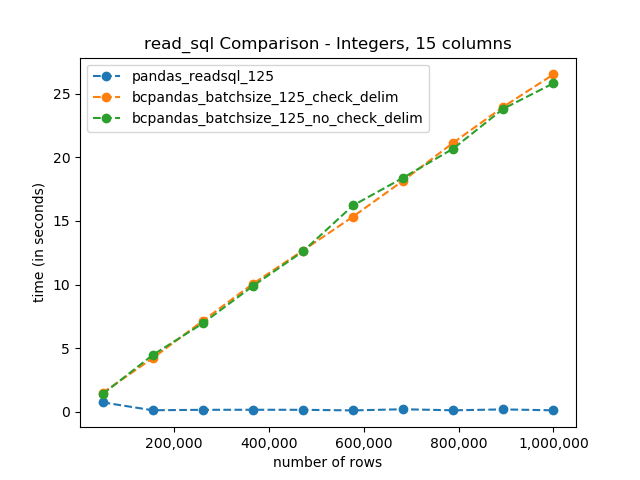 read_sql Comparison - Integers, 15 columns
pandas_readsql_125
bcpandas_batchsize_125_check_delim
bcpandas_batchsize_125_no_check_delim
time (in seconds)
25
20
15
10
5
0
200,000
400,000
600,000
800,000
1,000,000
number of rows